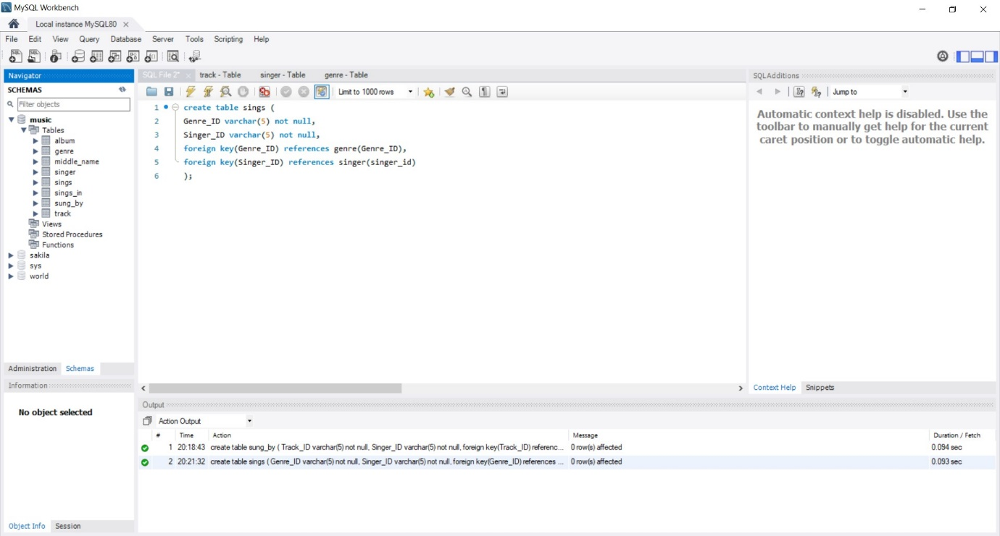 MySQL Workbench
Local instance MySQL80 ×
File Edit View Query Database Server Tools Scripting Help
Navigator
SCHEMAS
Filter objects
music
Tables
album
genre
middle_name
singer
sings
sings_in
sung_by
track
Views
Stored Procedures
Functions
sakila
sys
world
Administration Schemas
Information
No object selected
Object Info Session
SQL File 2* × track - Table singer - Table genre - Table
Limit to 1000 rows
1 create table sings (
2 Genre_ID varchar(5) not null,
3 Singer_ID varchar(5) not null,
4 foreign key(Genre_ID) references genre(Genre_ID),
5 foreign key(Singer_ID) references singer(singer_id)
6 );
SQLAdditions
Jump to
Automatic context help is disabled. Use the
toolbar to manually get help for the current
caret position or to toggle automatic help.
Context Help Snippets
Output
Action Output
# Time Action Message Duration / Fetch
1 20:18:43 create table sung_by ( Track_ID varchar(5) not null, Singer_ID varchar(5) not null, foreign key(Track_ID) referenc... 0 row(s) affected 0.094 sec
2 20:21:32 create table sings ( Genre_ID varchar(5) not null, Singer_ID varchar(5) not null, foreign key(Genre_ID) references ... 0 row(s) affected 0.093 sec